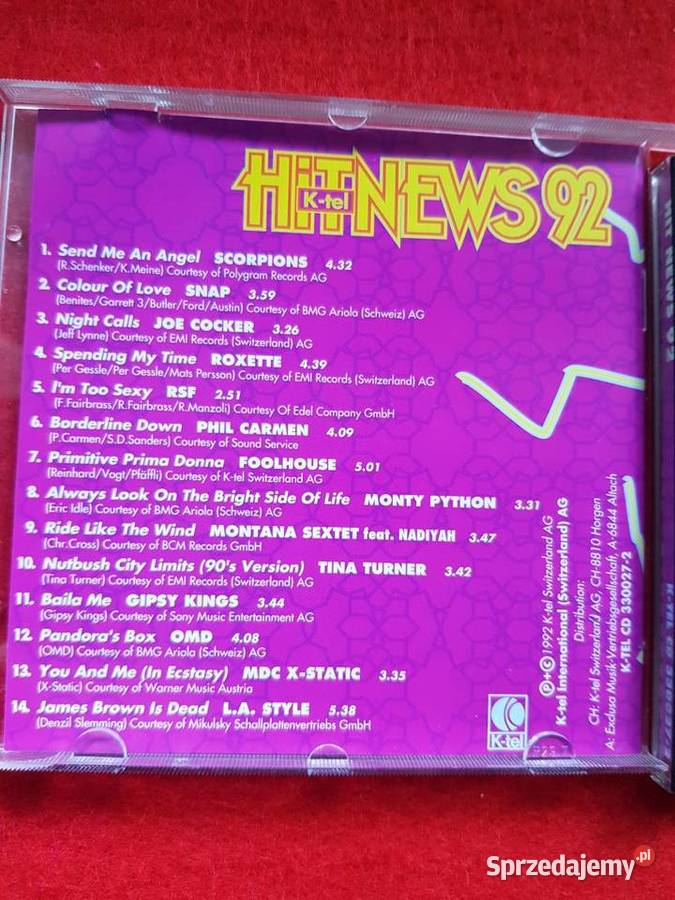 HiTNEWS 92
K-tel
1. Send Me An Angel SCORPIONS 4.32
(R.Schenker/K.Meine) Courtesy of Polygram Records AG
2. Colour Of Love SNAP 3.59
(Benites/Garrett 3/Butler/Ford/Austin) Courtesy of BMG Ariola (Schweiz) AG
3. Night Calls JOE COCKER 3.26
(Jeff Lynne) Courtesy of EMI Records (Switzerland) AG
4. Spending My Time ROXETTE 4.39
(Per Gessle/Per Gessle/Mats Persson) Courtesy of EMI Records (Switzerland) AG
5. I'm Too Sexy RSF 2.51
(F.Fairbrass/R.Fairbrass/R.Manzoli) Courtesy Of Edel Company GmbH
6. Borderline Down PHIL CARMEN 4.09
(P.Carmen/S.D.Sanders) Courtesy of Sound Service
7. Primitive Prima Donna FOOLHOUSE 5.01
(Reinhard/Vogt/Pfäffli) Courtesy of K-tel Switzerland AG
8. Always Look On The Bright Side Of Life MONTY PYTHON 3.31
(Eric Idle) Courtesy of BMG Ariola (Schweiz) AG
9. Ride Like The Wind MONTANA SEXTET feat. NADIYAH 3.47
(Chr.Cross) Courtesy of BCM Records GmbH
10. Nutbush City Limits (90's Version) TINA TURNER 3.42
(Tina Turner) Courtesy of EMI Records (Switzerland) AG
11. Baila Me GIPSY KINGS 3.44
(Gipsy Kings) Courtesy of Sony Music Entertainment AG
12. Pandora's Box OMD 4.08
(OMD) Courtesy of BMG Ariola (Schweiz) AG
13. You And Me (In Ecstasy) MDC X-STATIC 3.35
(X-Static) Courtesy of Warner Music Austria
14. James Brown Is Dead L.A. STYLE 5.38
(Denzil Slemming) Courtesy of Mikulsky Schallplattenvertriebs GmbH
K-tel
℗+© 1992 K-tel Switzerland AG
K-tel International (Switzerland) AG
Distribution:
CH: K-tel Switzerland AG, CH-8810 Horgen
A: Exclusa Musik-Vertriebsgesellschaft, A-6844 Altach
K-TEL CD 330027-2
HIT NEWS 92
Sprzedajemy.pl